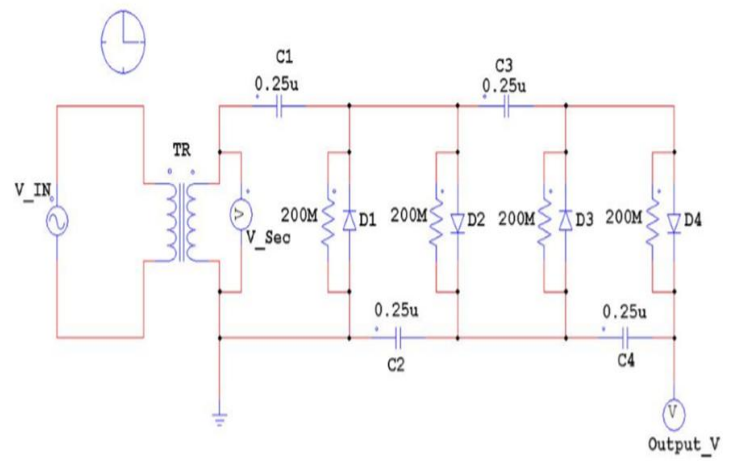 C1
0.25u
C3
0.25u
TR
V_IN
V
V_Sec
200M
D1
200M
D2
200M
D3
200M
D4
0.25u
C2
0.25u
C4
V
Output_V